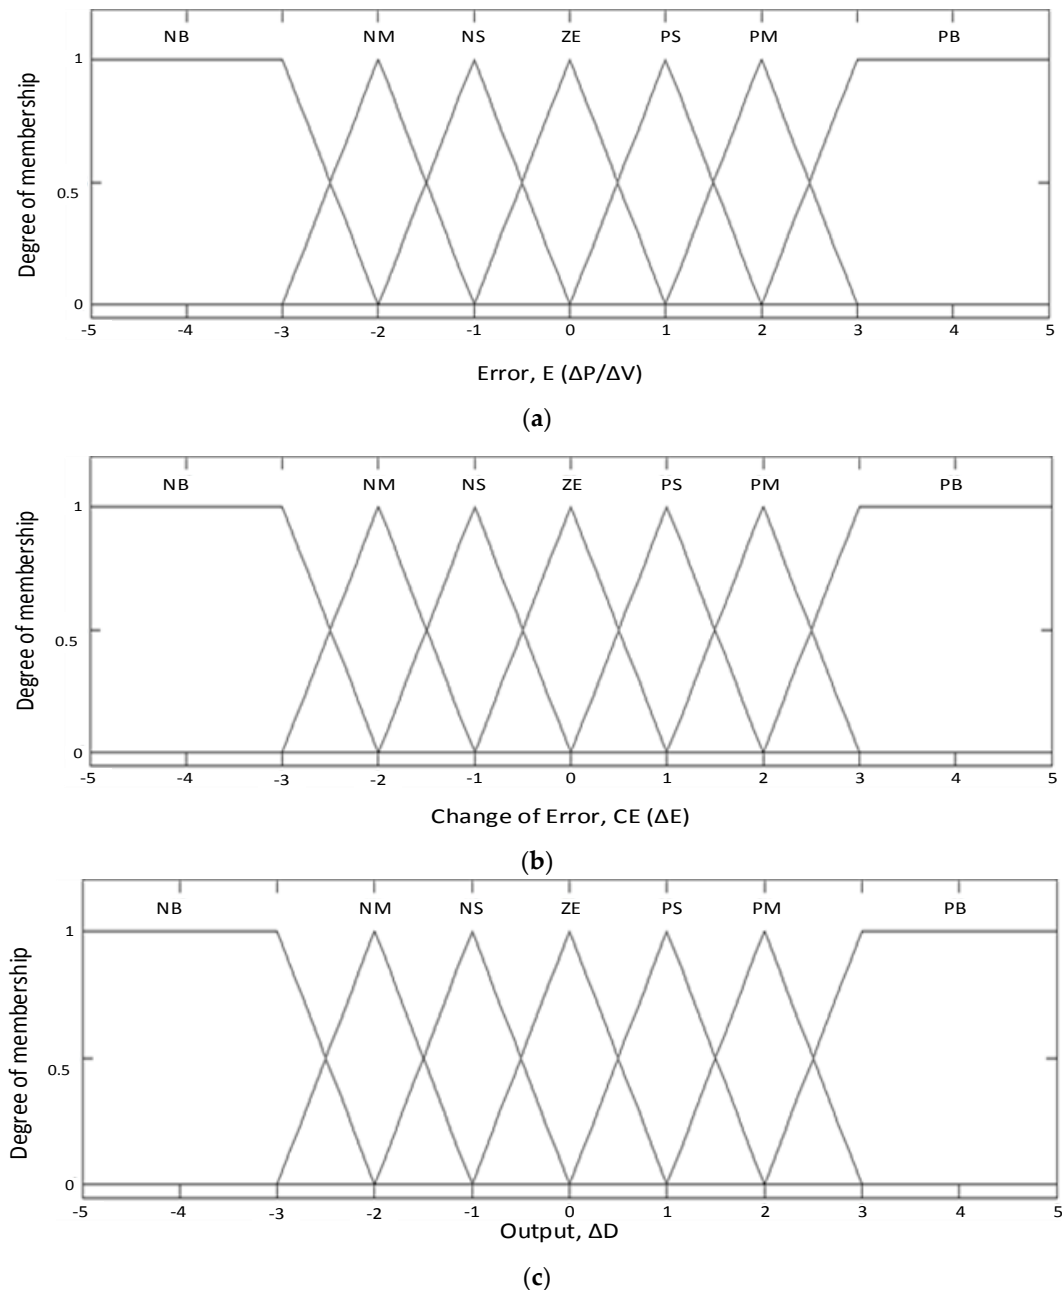 NB NM NS ZE PS PM PB
1
0.5
0
Degree of membership
-5 -4 -3 -2 -1 0 1 2 3 4 5
Error, E (ΔP/ΔV)
(a)
NB NM NS ZE PS PM PB
1
0.5
0
Degree of membership
-5 -4 -3 -2 -1 0 1 2 3 4 5
Change of Error, CE (ΔE)
(b)
NB NM NS ZE PS PM PB
1
0.5
0
Degree of membership
-5 -4 -3 -2 -1 0 1 2 3 4 5
Output, ΔD
(c)